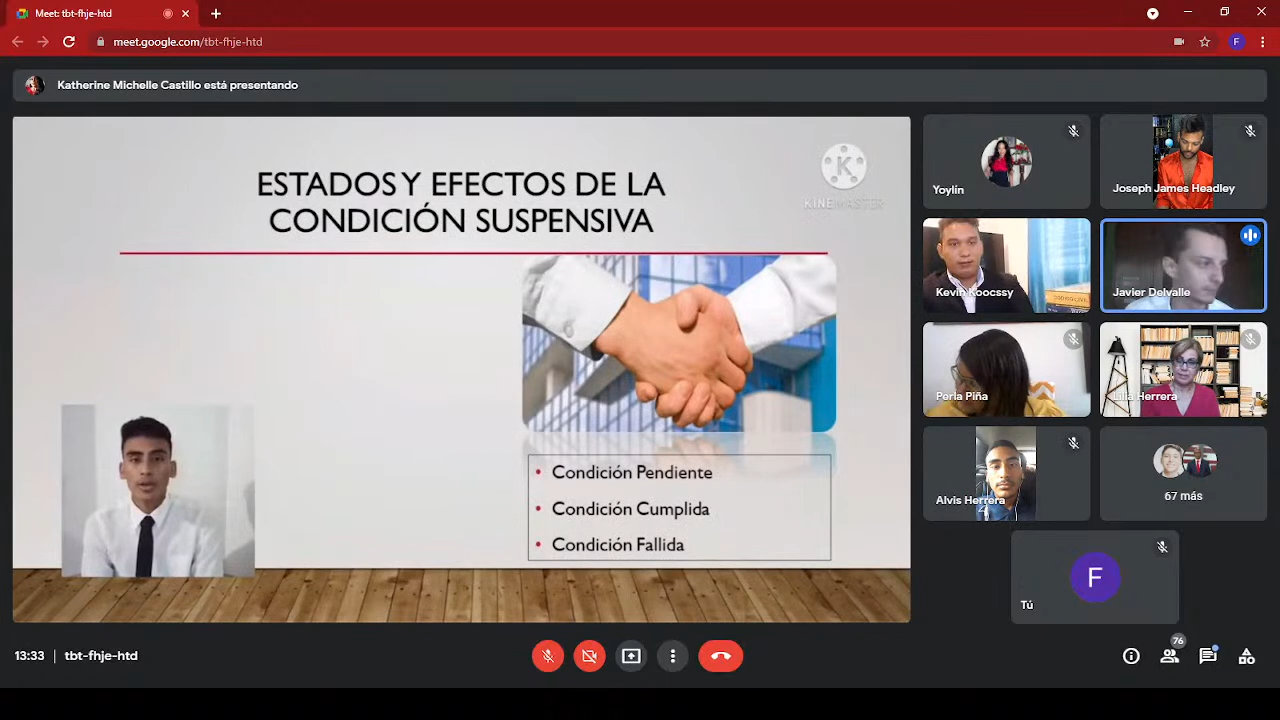 Meet: tbt-fhje-htd
meet.google.com/tbt-fhje-htd
F
Katherine Michelle Castillo está presentando
ESTADOS Y EFECTOS DE LA
CONDICIÓN SUSPENSIVA
K
KINEMASTER
• Condición Pendiente
• Condición Cumplida
• Condición Fallida
Yoylín
Joseph James Headley
Kevin Koocssy
Javier Delvalle
Perla Piña
Lilia Herrera
Alvis Herrera
67 más
F
Tú
13:33 | tbt-fhje-htd
76